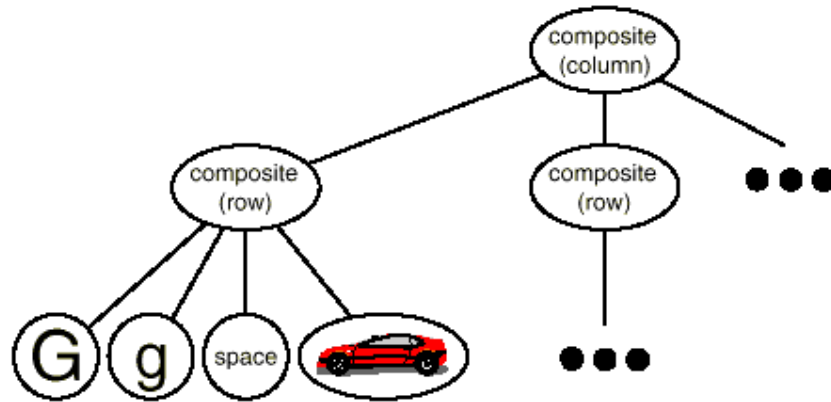 composite
(column)
composite
(row)
composite
(row)
G
g
space